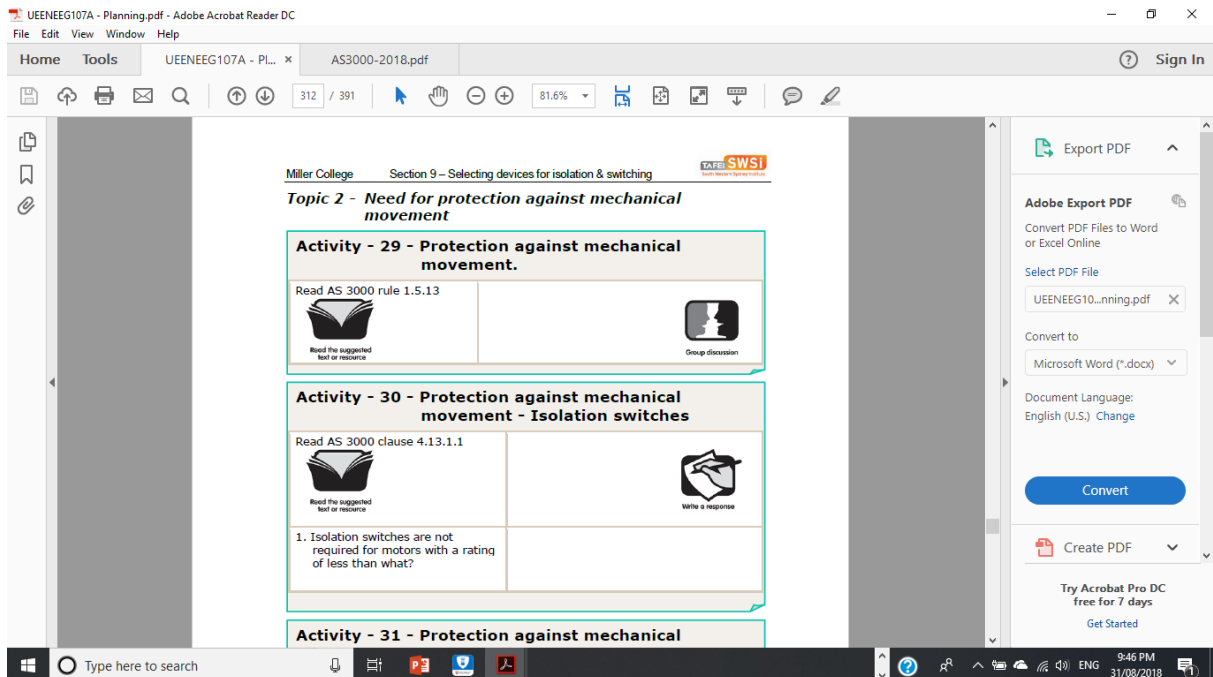 UEENEEG107A - Planning.pdf - Adobe Acrobat Reader DC
File Edit View Window Help
Home Tools UEENEEG107A - Pl... × AS3000-2018.pdf Sign In
312 / 391 81.6%
Export PDF
Adobe Export PDF
Convert PDF Files to Word
or Excel Online
Select PDF File
UEENEEG10...nning.pdf
Convert to
Microsoft Word (*.docx)
Document Language:
English (U.S.) Change
Convert
Create PDF
Try Acrobat Pro DC
free for 7 days
Get Started
Miller College Section 9 – Selecting devices for isolation & switching
TAFE SWSi
South Western Sydney Institute
Topic 2 - Need for protection against mechanical
movement
Activity - 29 - Protection against mechanical
movement.
Read AS 3000 rule 1.5.13
Read the suggested
text or resource
Group discussion
Activity - 30 - Protection against mechanical
movement - Isolation switches
Read AS 3000 clause 4.13.1.1
Read the suggested
text or resource
Write a response
1. Isolation switches are not
required for motors with a rating
of less than what?
Activity - 31 - Protection against mechanical
Type here to search
ENG
9:46 PM
31/08/2018